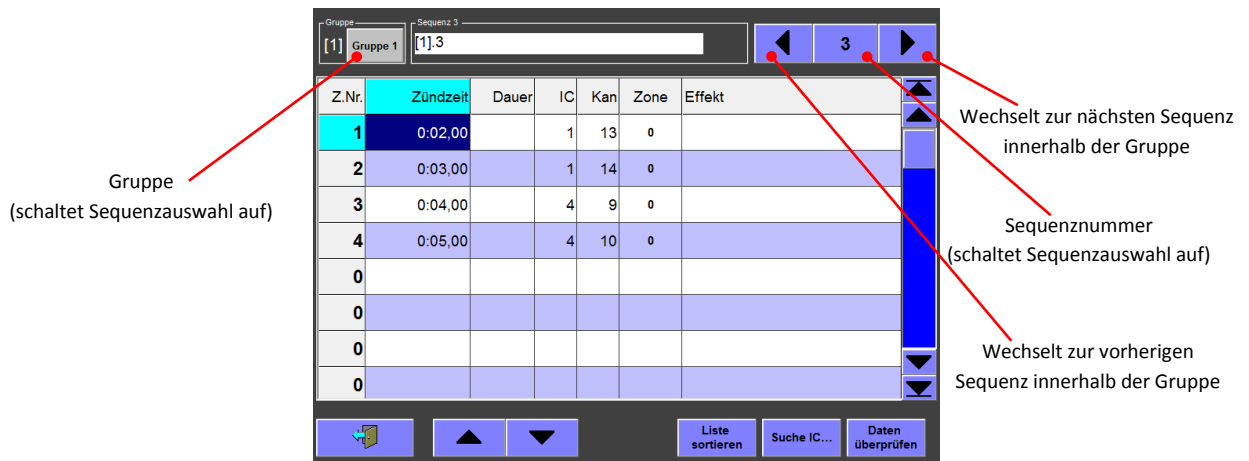 Gruppe
Sequenz 3
[1] Gruppe 1
[1].3
3
Z.Nr. Zündzeit Dauer IC Kan Zone Effekt
1 0:02,00 1 13 0
2 0:03,00 1 14 0
3 0:04,00 4 9 0
4 0:05,00 4 10 0
0
0
0
0
Liste
sortieren
Suche IC...
Daten
überprüfen
Gruppe
(schaltet Sequenzauswahl auf)
Wechselt zur nächsten Sequenz
innerhalb der Gruppe
Sequenznummer
(schaltet Sequenzauswahl auf)
Wechselt zur vorherigen
Sequenz innerhalb der Gruppe